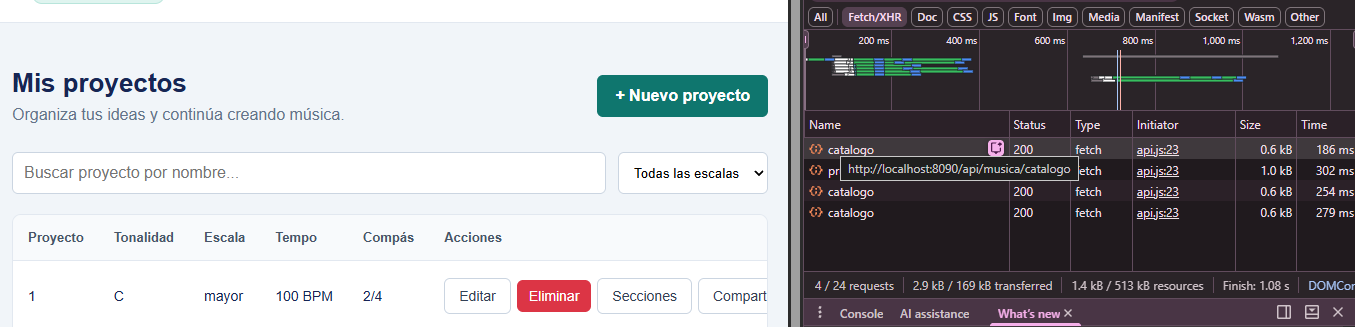 Mis proyectos
Organiza tus ideas y continúa creando música.
+ Nuevo proyecto
Buscar proyecto por nombre...
Todas las escalas
Proyecto Tonalidad Escala Tempo Compás Acciones
1 C mayor 100 BPM 2/4 Editar Eliminar Secciones Compart
All Fetch/XHR Doc CSS JS Font Img Media Manifest Socket Wasm Other
200 ms 400 ms 600 ms 800 ms 1,000 ms 1,200 ms
Name Status Type Initiator Size Time
catalogo 200 fetch api.js:23 0.6 kB 186 ms
http://localhost:8090/api/musica/catalogo
pr fetch api.js:23 1.0 kB 302 ms
catalogo 200 fetch api.js:23 0.6 kB 254 ms
catalogo 200 fetch api.js:23 0.6 kB 279 ms
4 / 24 requests 2.9 kB / 169 kB transferred 1.4 kB / 513 kB resources Finish: 1.08 s DOMCon
Console AI assistance What's new